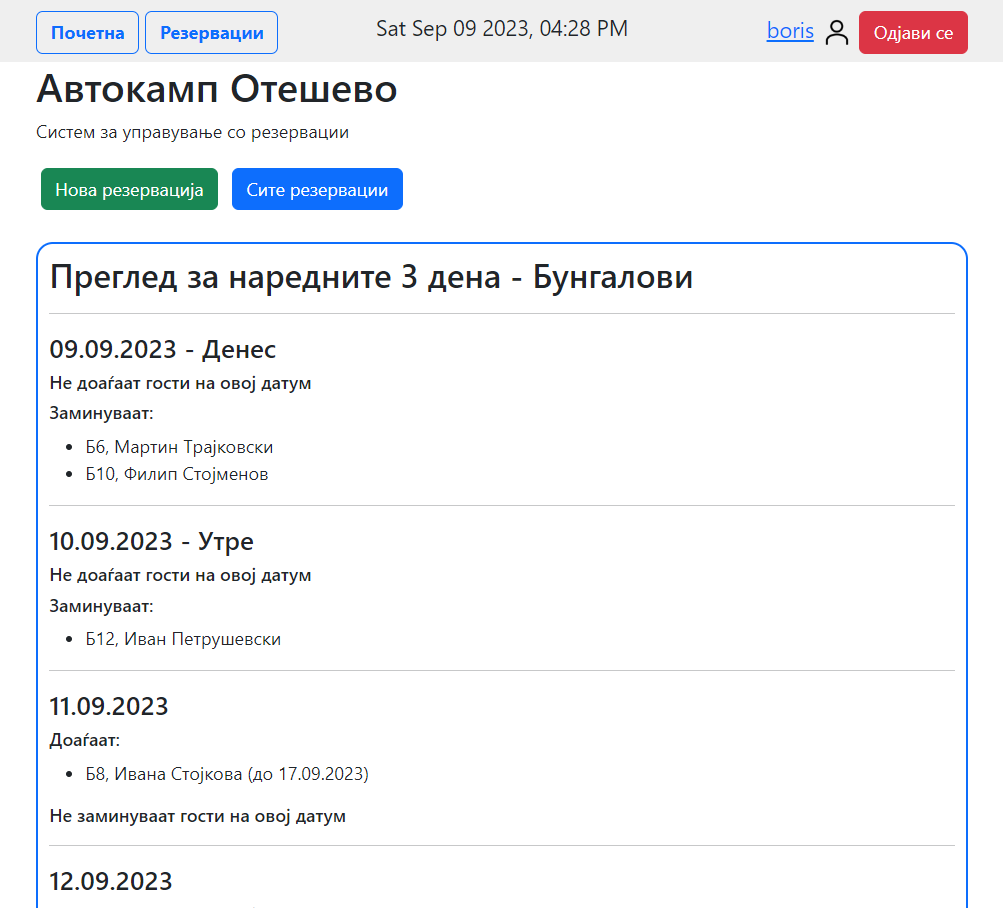 Почетна Резервации Sat Sep 09 2023, 04:28 PM boris Одјави се
Автокамп Отешево
Систем за управување со резервации
Нова резервација Сите резервации
Преглед за наредните 3 дена - Бунгалови
09.09.2023 - Денес
Не доаѓаат гости на овој датум
Заминуваат:
Б6, Мартин Трајковски
Б10, Филип Стојменов
10.09.2023 - Утре
Не доаѓаат гости на овој датум
Заминуваат:
Б12, Иван Петрушевски
11.09.2023
Доаѓаат:
Б8, Ивана Стојкова (до 17.09.2023)
Не заминуваат гости на овој датум
12.09.2023